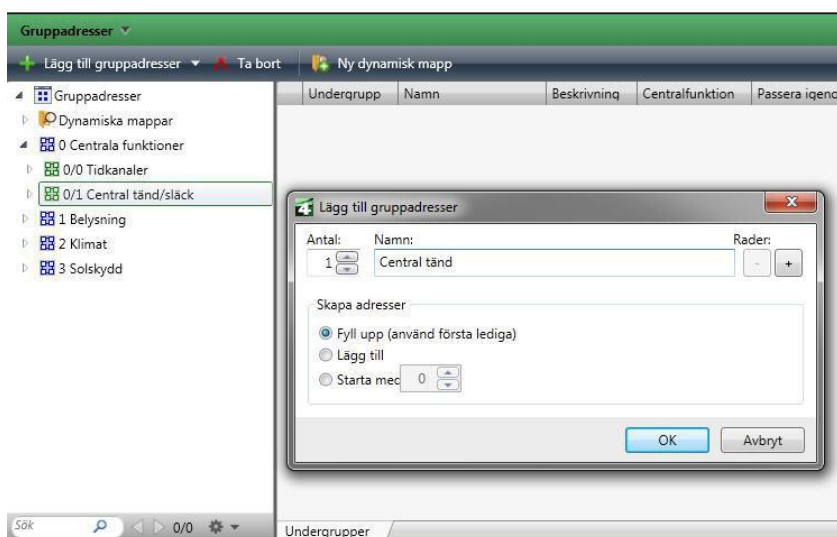 Gruppadresser
Lägg till gruppadresser Ta bort Ny dynamisk mapp
Gruppadresser
Dynamiska mappar
0 Centrala funktioner
0/0 Tidkanaler
0/1 Central tänd/släck
1 Belysning
2 Klimat
3 Solskydd
Undergrupp Namn Beskrivning Centralfunktion Passera igeno
4 Lägg till gruppadresser
Antal: Namn: Rader:
1 Central tänd - +
Skapa adresser
Fyll upp (använd första lediga)
Lägg till
Starta med 0
OK Avbryt
Sök 0/0
Undergrupper